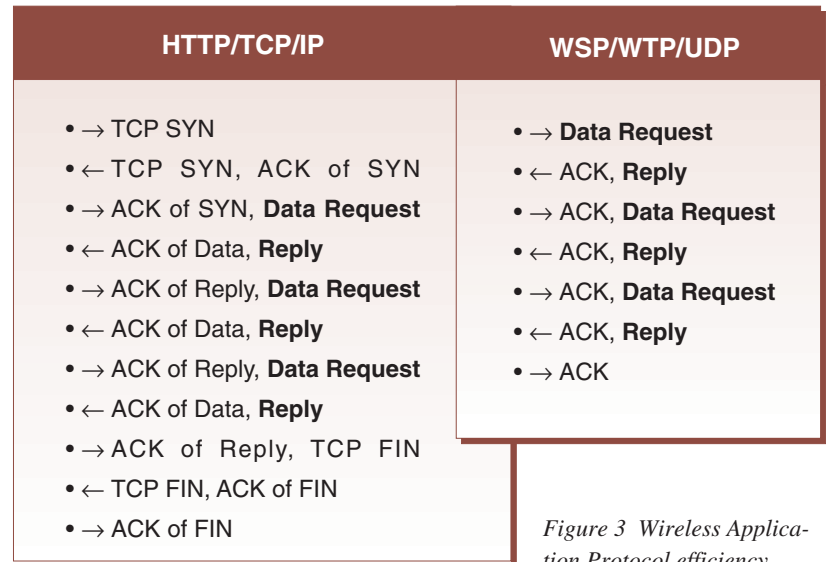 HTTP/TCP/IP
• → TCP SYN
• ← TCP SYN, ACK of SYN
• → ACK of SYN, Data Request
• ← ACK of Data, Reply
• → ACK of Reply, Data Request
• ← ACK of Data, Reply
• → ACK of Reply, Data Request
• ← ACK of Data, Reply
• → ACK of Reply, TCP FIN
• ← TCP FIN, ACK of FIN
• → ACK of FIN
WSP/WTP/UDP
• → Data Request
• ← ACK, Reply
• → ACK, Data Request
• ← ACK, Reply
• → ACK, Data Request
• ← ACK, Reply
• → ACK
Figure 3 Wireless Applica-
tion Protocol efficiency